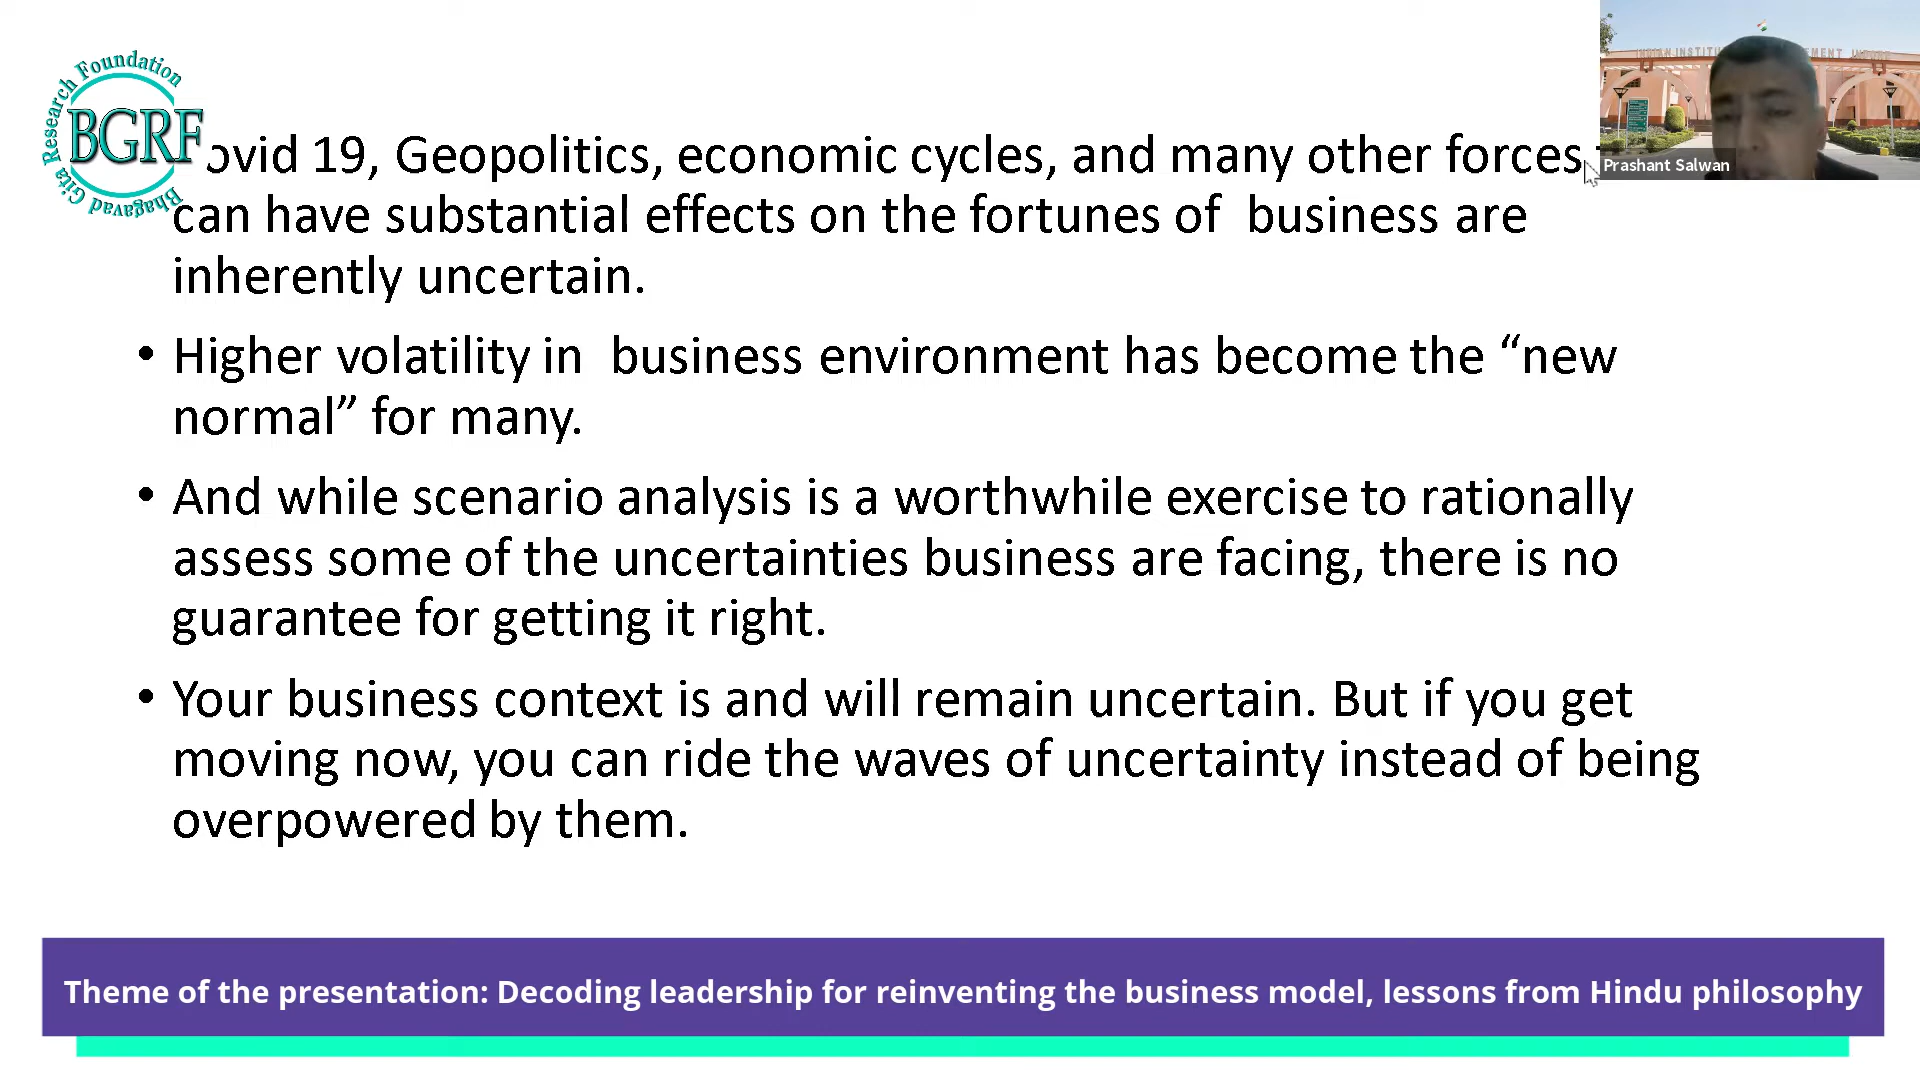 Bhagavad Gita Research Foundation
BGRF
ovid 19, Geopolitics, economic cycles, and many other forces
can have substantial effects on the fortunes of business are
inherently uncertain.
• Higher volatility in business environment has become the “new
normal” for many.
• And while scenario analysis is a worthwhile exercise to rationally
assess some of the uncertainties business are facing, there is no
guarantee for getting it right.
• Your business context is and will remain uncertain. But if you get
moving now, you can ride the waves of uncertainty instead of being
overpowered by them.
Prashant Salwan
Theme of the presentation: Decoding leadership for reinventing the business model, lessons from Hindu philosophy